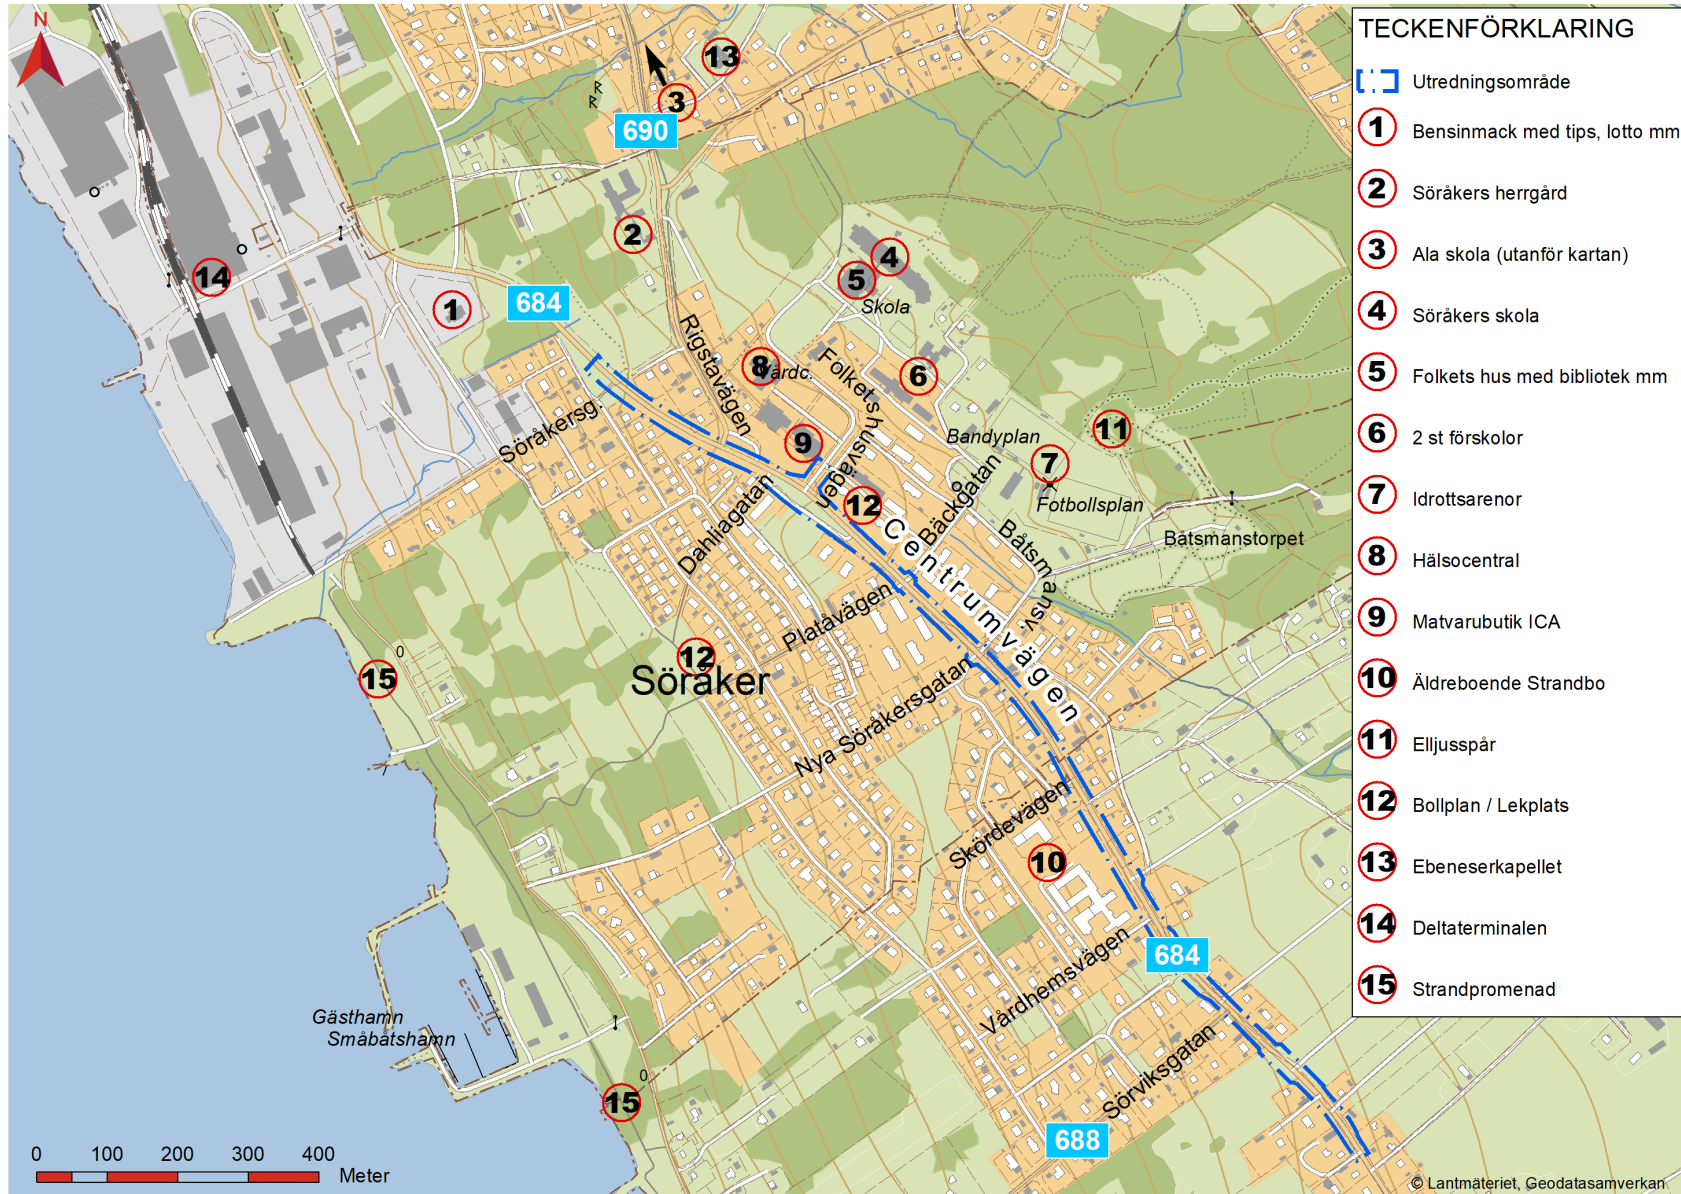 N
13
3
690
R
R
2
14
4
5
Skola
1
684
Rigstavägen
8
Vårdc.
Folketshusvägen
6
Söråkersg.
9
11
Bandyplan
7
Fotbollsplan
12
Centrumvägen
Bäckgatan
Båtsmansv.
Båtsmanstorpet
Dahliagatan
Platåvägen
12
Söråker
0
15
Nya Söråkersgatan
Skördevägen
10
684
Vårdhemsvägen
Gästhamn
Småbåtshamn
Sörviksgatan
0
15
688
0 100 200 300 400
Meter
TECKENFÖRKLARING
Utredningsområde
1 Bensinmack med tips, lotto mm
2 Söråkers herrgård
3 Ala skola (utanför kartan)
4 Söråkers skola
5 Folkets hus med bibliotek mm
6 2 st förskolor
7 Idrottsarenor
8 Hälsocentral
9 Matvarubutik ICA
10 Äldreboende Strandbo
11 Elljusspår
12 Bollplan / Lekplats
13 Ebeneserkapellet
14 Deltaterminalen
15 Strandpromenad
© Lantmäteriet, Geodatasamverkan